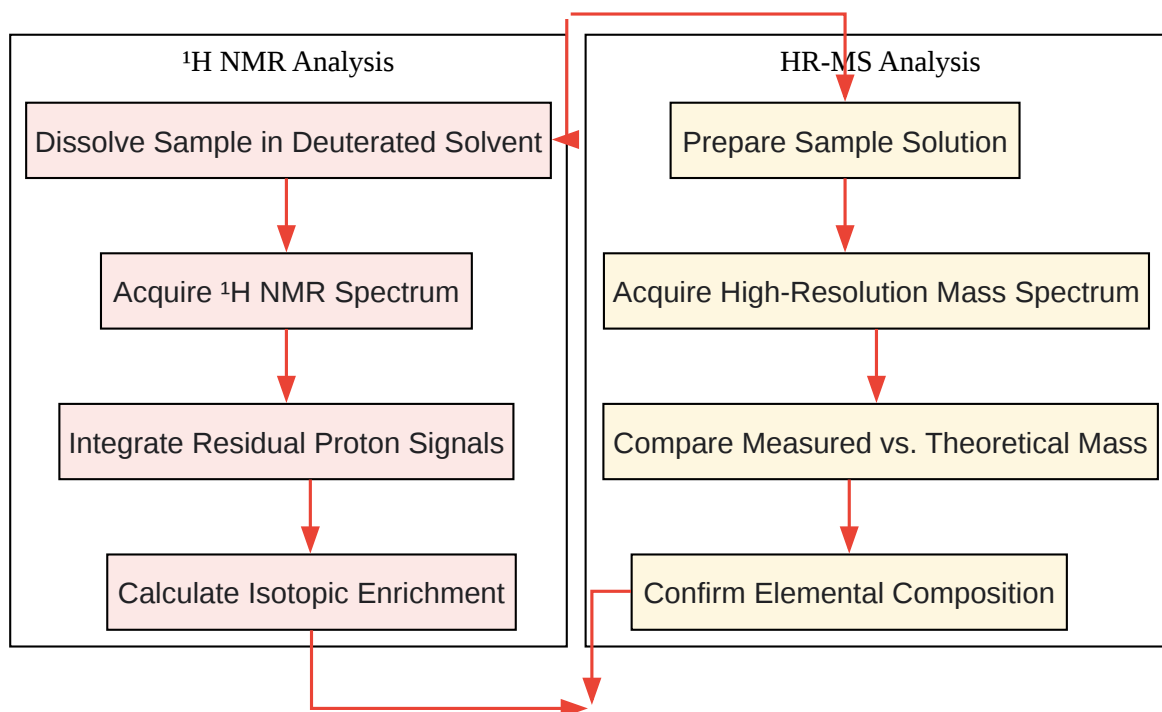 ¹H NMR Analysis
Dissolve Sample in Deuterated Solvent
Acquire ¹H NMR Spectrum
Integrate Residual Proton Signals
Calculate Isotopic Enrichment
HR-MS Analysis
Prepare Sample Solution
Acquire High-Resolution Mass Spectrum
Compare Measured vs. Theoretical Mass
Confirm Elemental Composition